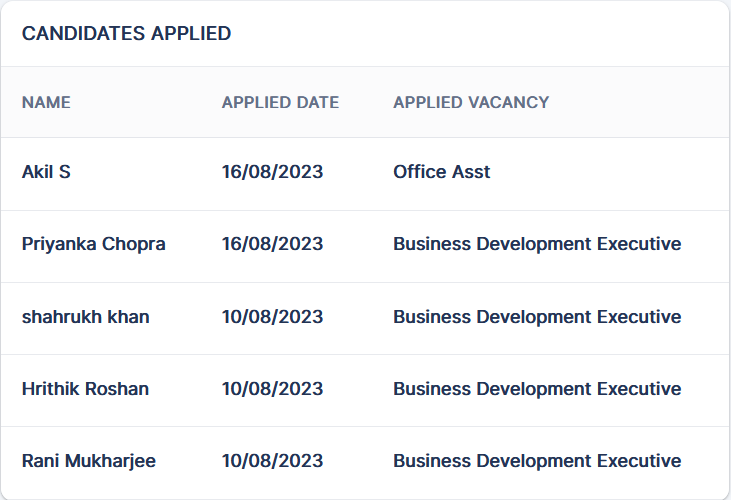 CANDIDATES APPLIED
NAME APPLIED DATE APPLIED VACANCY
Akil S 16/08/2023 Office Asst
Priyanka Chopra 16/08/2023 Business Development Executive
shahrukh khan 10/08/2023 Business Development Executive
Hrithik Roshan 10/08/2023 Business Development Executive
Rani Mukharjee 10/08/2023 Business Development Executive